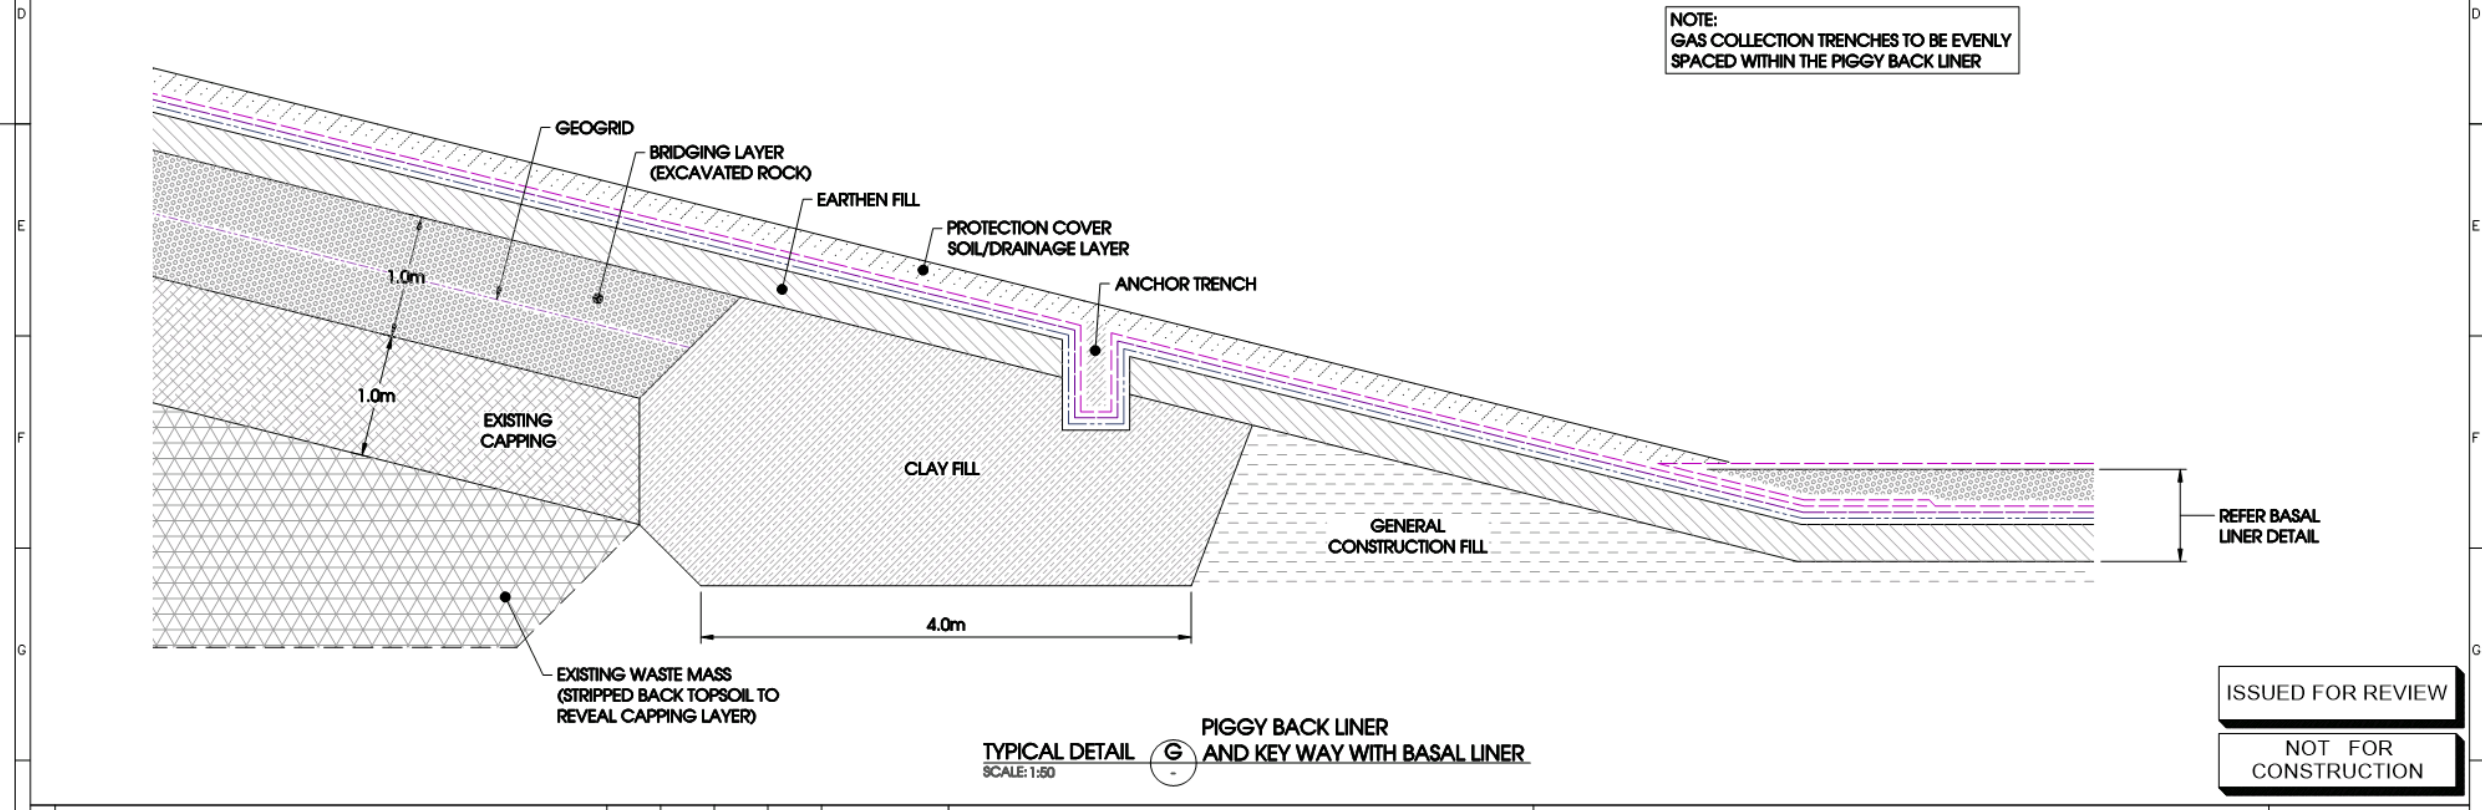 D
D
NOTE:
GAS COLLECTION TRENCHES TO BE EVENLY
SPACED WITHIN THE PIGGY BACK LINER
GEOGRID
BRIDGING LAYER
(EXCAVATED ROCK)
EARTHEN FILL
E
E
PROTECTION COVER
SOIL/DRAINAGE LAYER
1.0m
ANCHOR TRENCH
1.0m
EXISTING
CAPPING
F
F
CLAY FILL
GENERAL
CONSTRUCTION FILL
REFER BASAL
LINER DETAIL
4.0m
G
G
EXISTING WASTE MASS
(STRIPPED BACK TOPSOIL TO
REVEAL CAPPING LAYER)
ISSUED FOR REVIEW
PIGGY BACK LINER
TYPICAL DETAIL G AND KEY WAY WITH BASAL LINER
SCALE: 1:50 -
NOT FOR
CONSTRUCTION